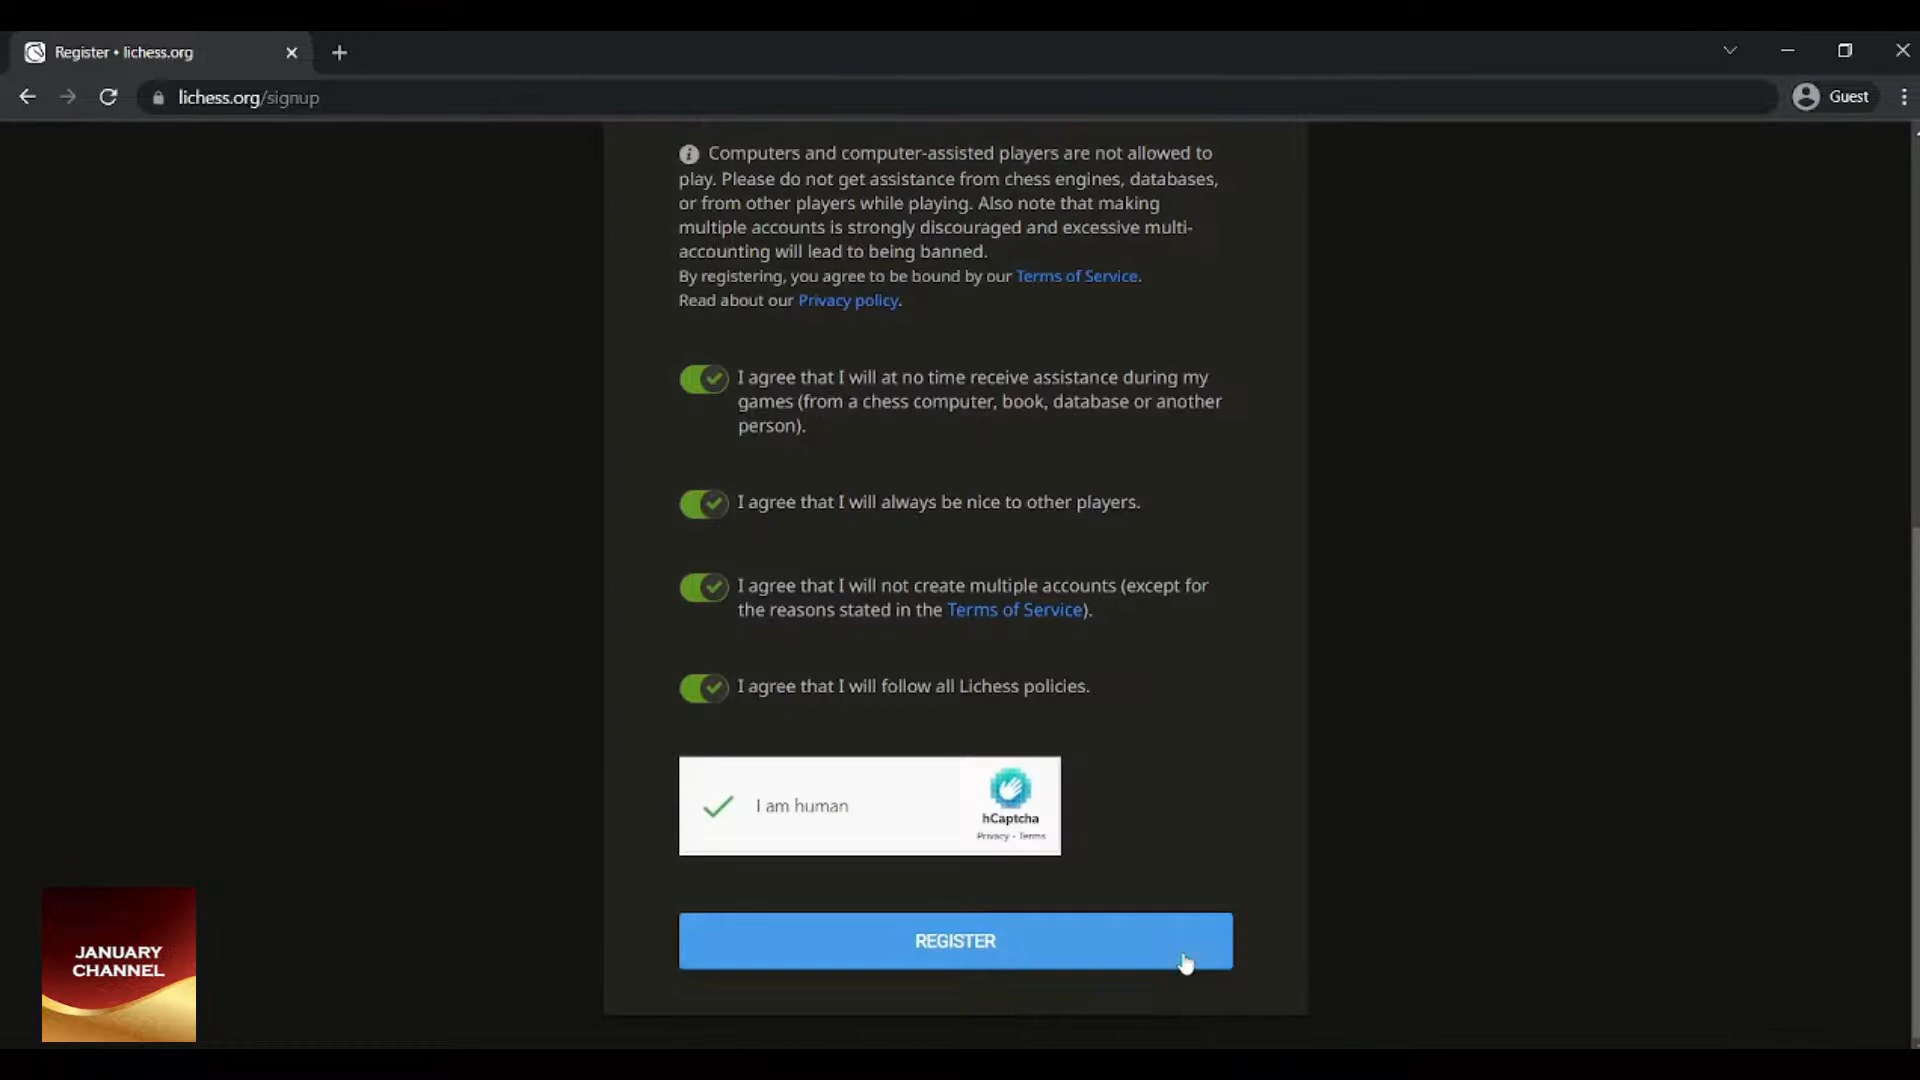 Register • lichess.org
lichess.org/signup
Guest
Computers and computer-assisted players are not allowed to
play. Please do not get assistance from chess engines, databases,
or from other players while playing. Also note that making
multiple accounts is strongly discouraged and excessive multi-
accounting will lead to being banned.
By registering, you agree to be bound by our Terms of Service.
Read about our Privacy policy.
I agree that I will at no time receive assistance during my
games (from a chess computer, book, database or another
person).
I agree that I will always be nice to other players.
I agree that I will not create multiple accounts (except for
the reasons stated in the Terms of Service).
I agree that I will follow all Lichess policies.
I am human
hCaptcha
Privacy - Terms
REGISTER
JANUARY
CHANNEL